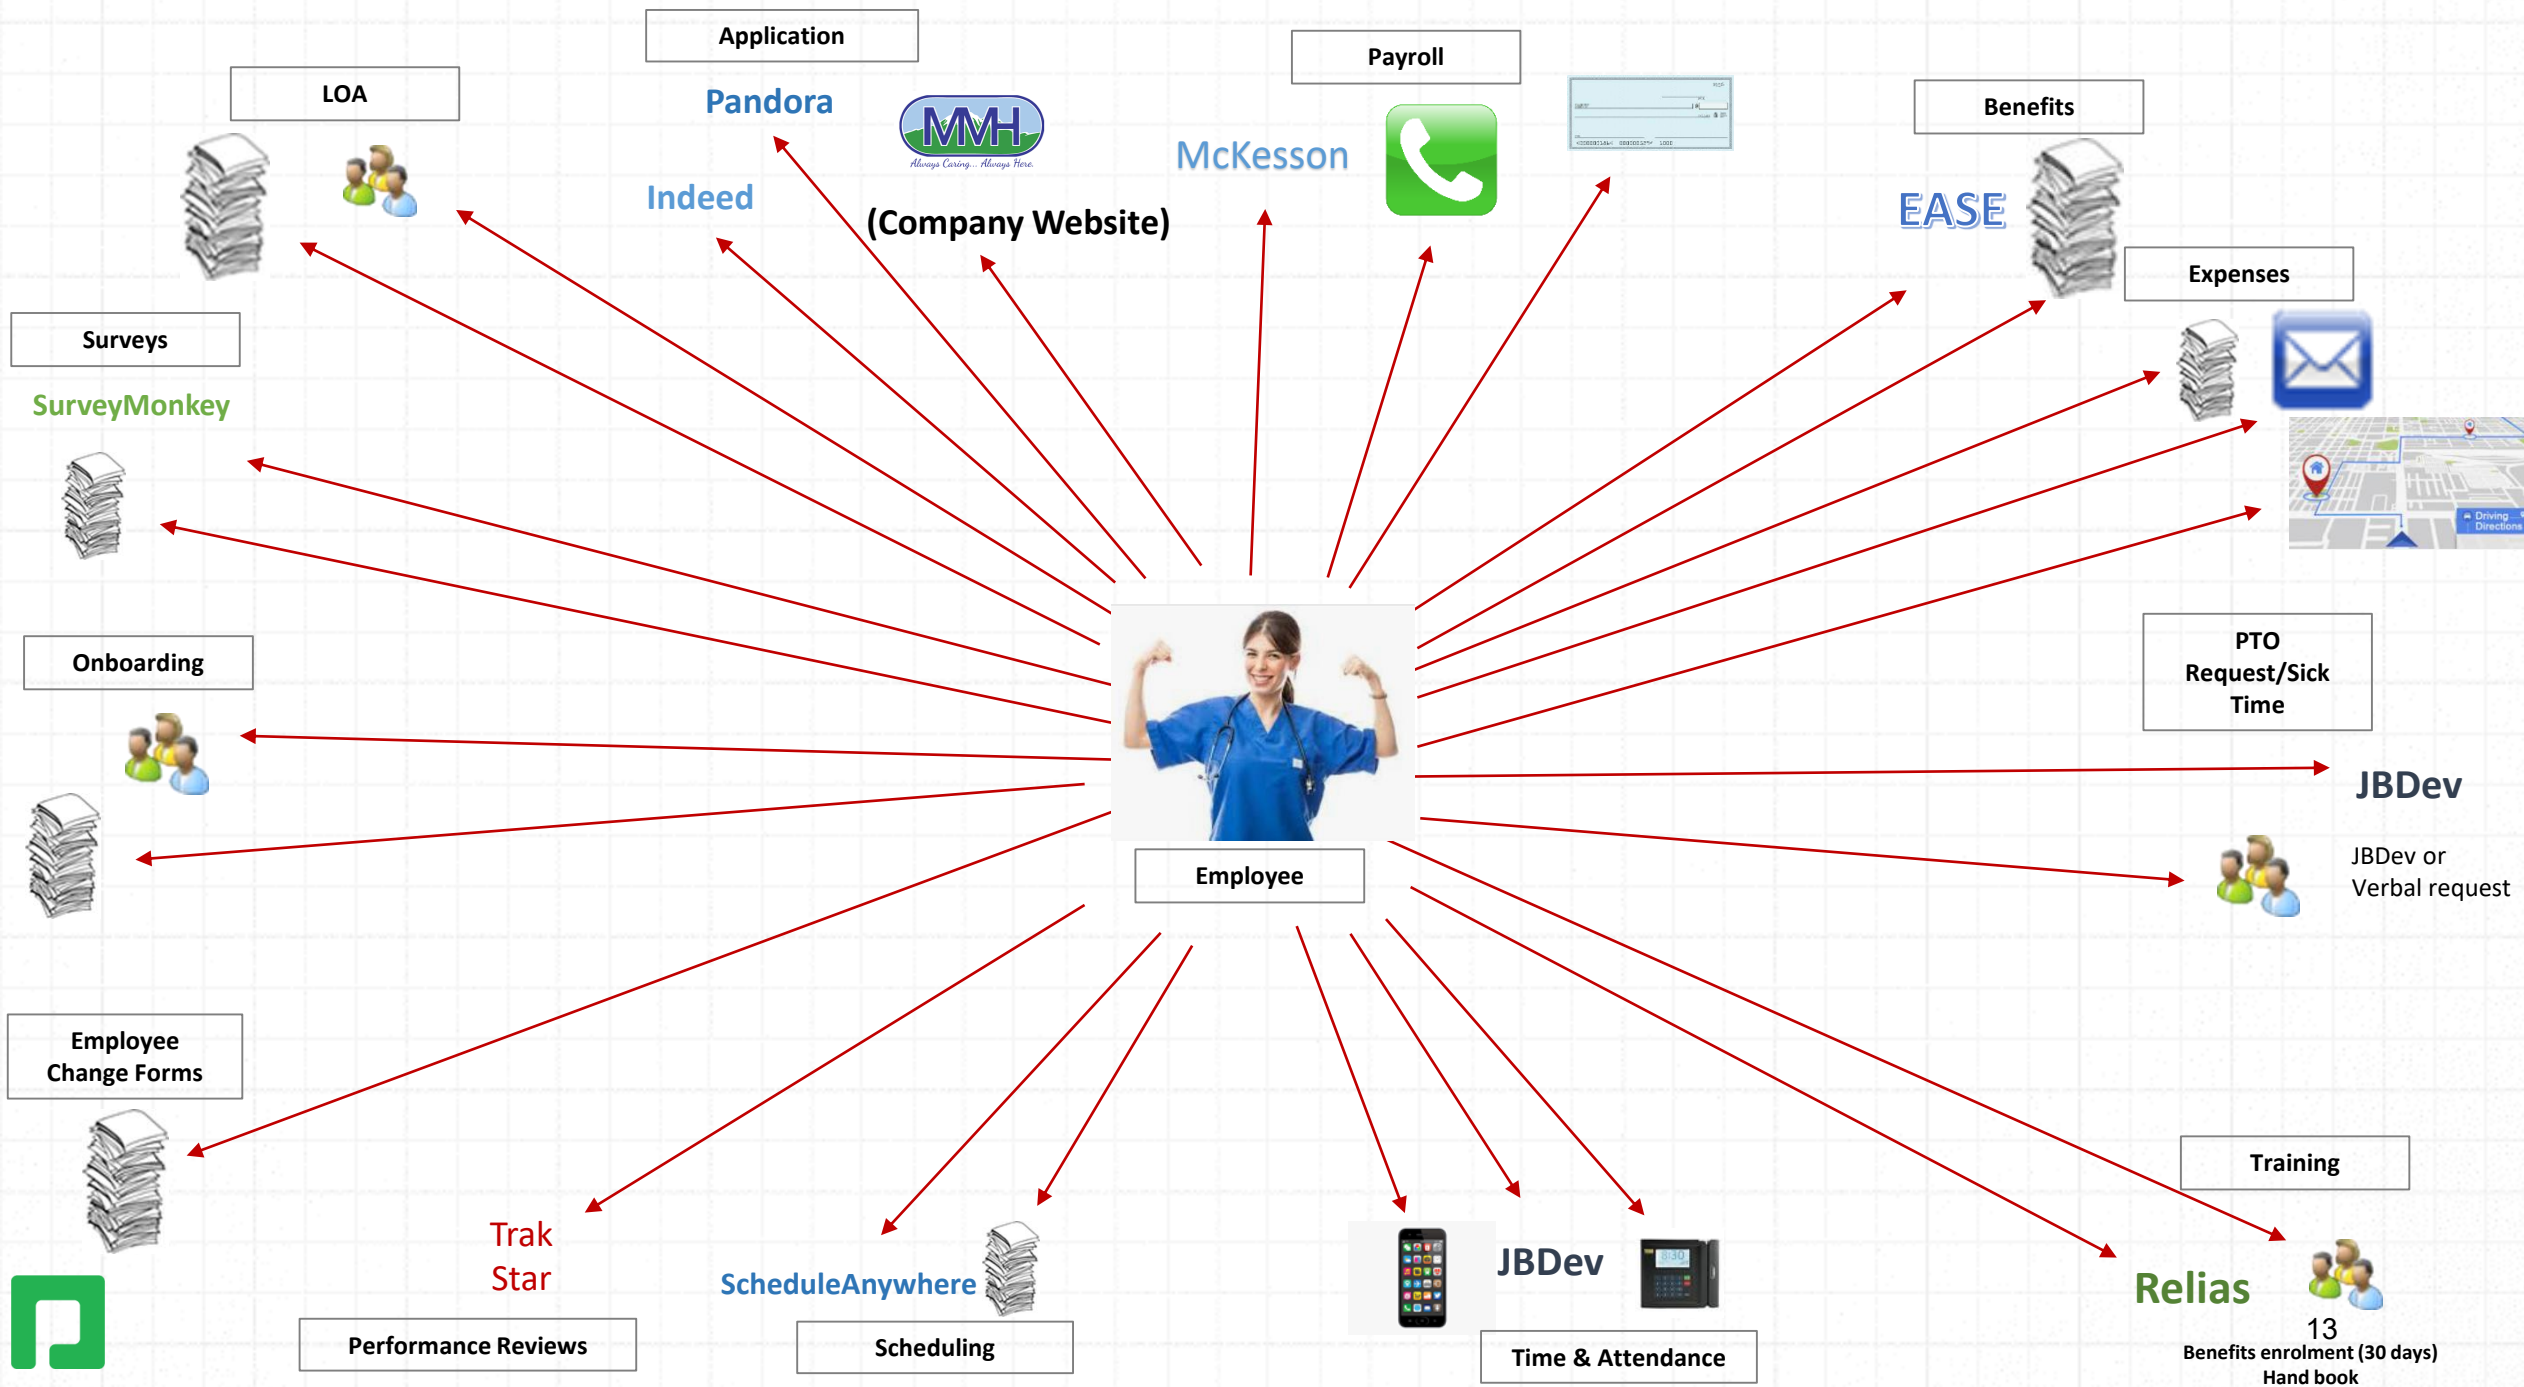 Application
Payroll
LOA
Pandora
MMH
Always Caring... Always Here.
Benefits
McKesson
Indeed
EASE
(Company Website)
Expenses
Surveys
SurveyMonkey
Driving
Directions
PTO
Request/Sick
Time
Onboarding
JBDev
JBDev or
Verbal request
Employee
Employee
Change Forms
Training
Trak
Star
ScheduleAnywhere
JBDev
8:30
Relias
13
Performance Reviews
Scheduling
Time & Attendance
Benefits enrolment (30 days)
Hand book